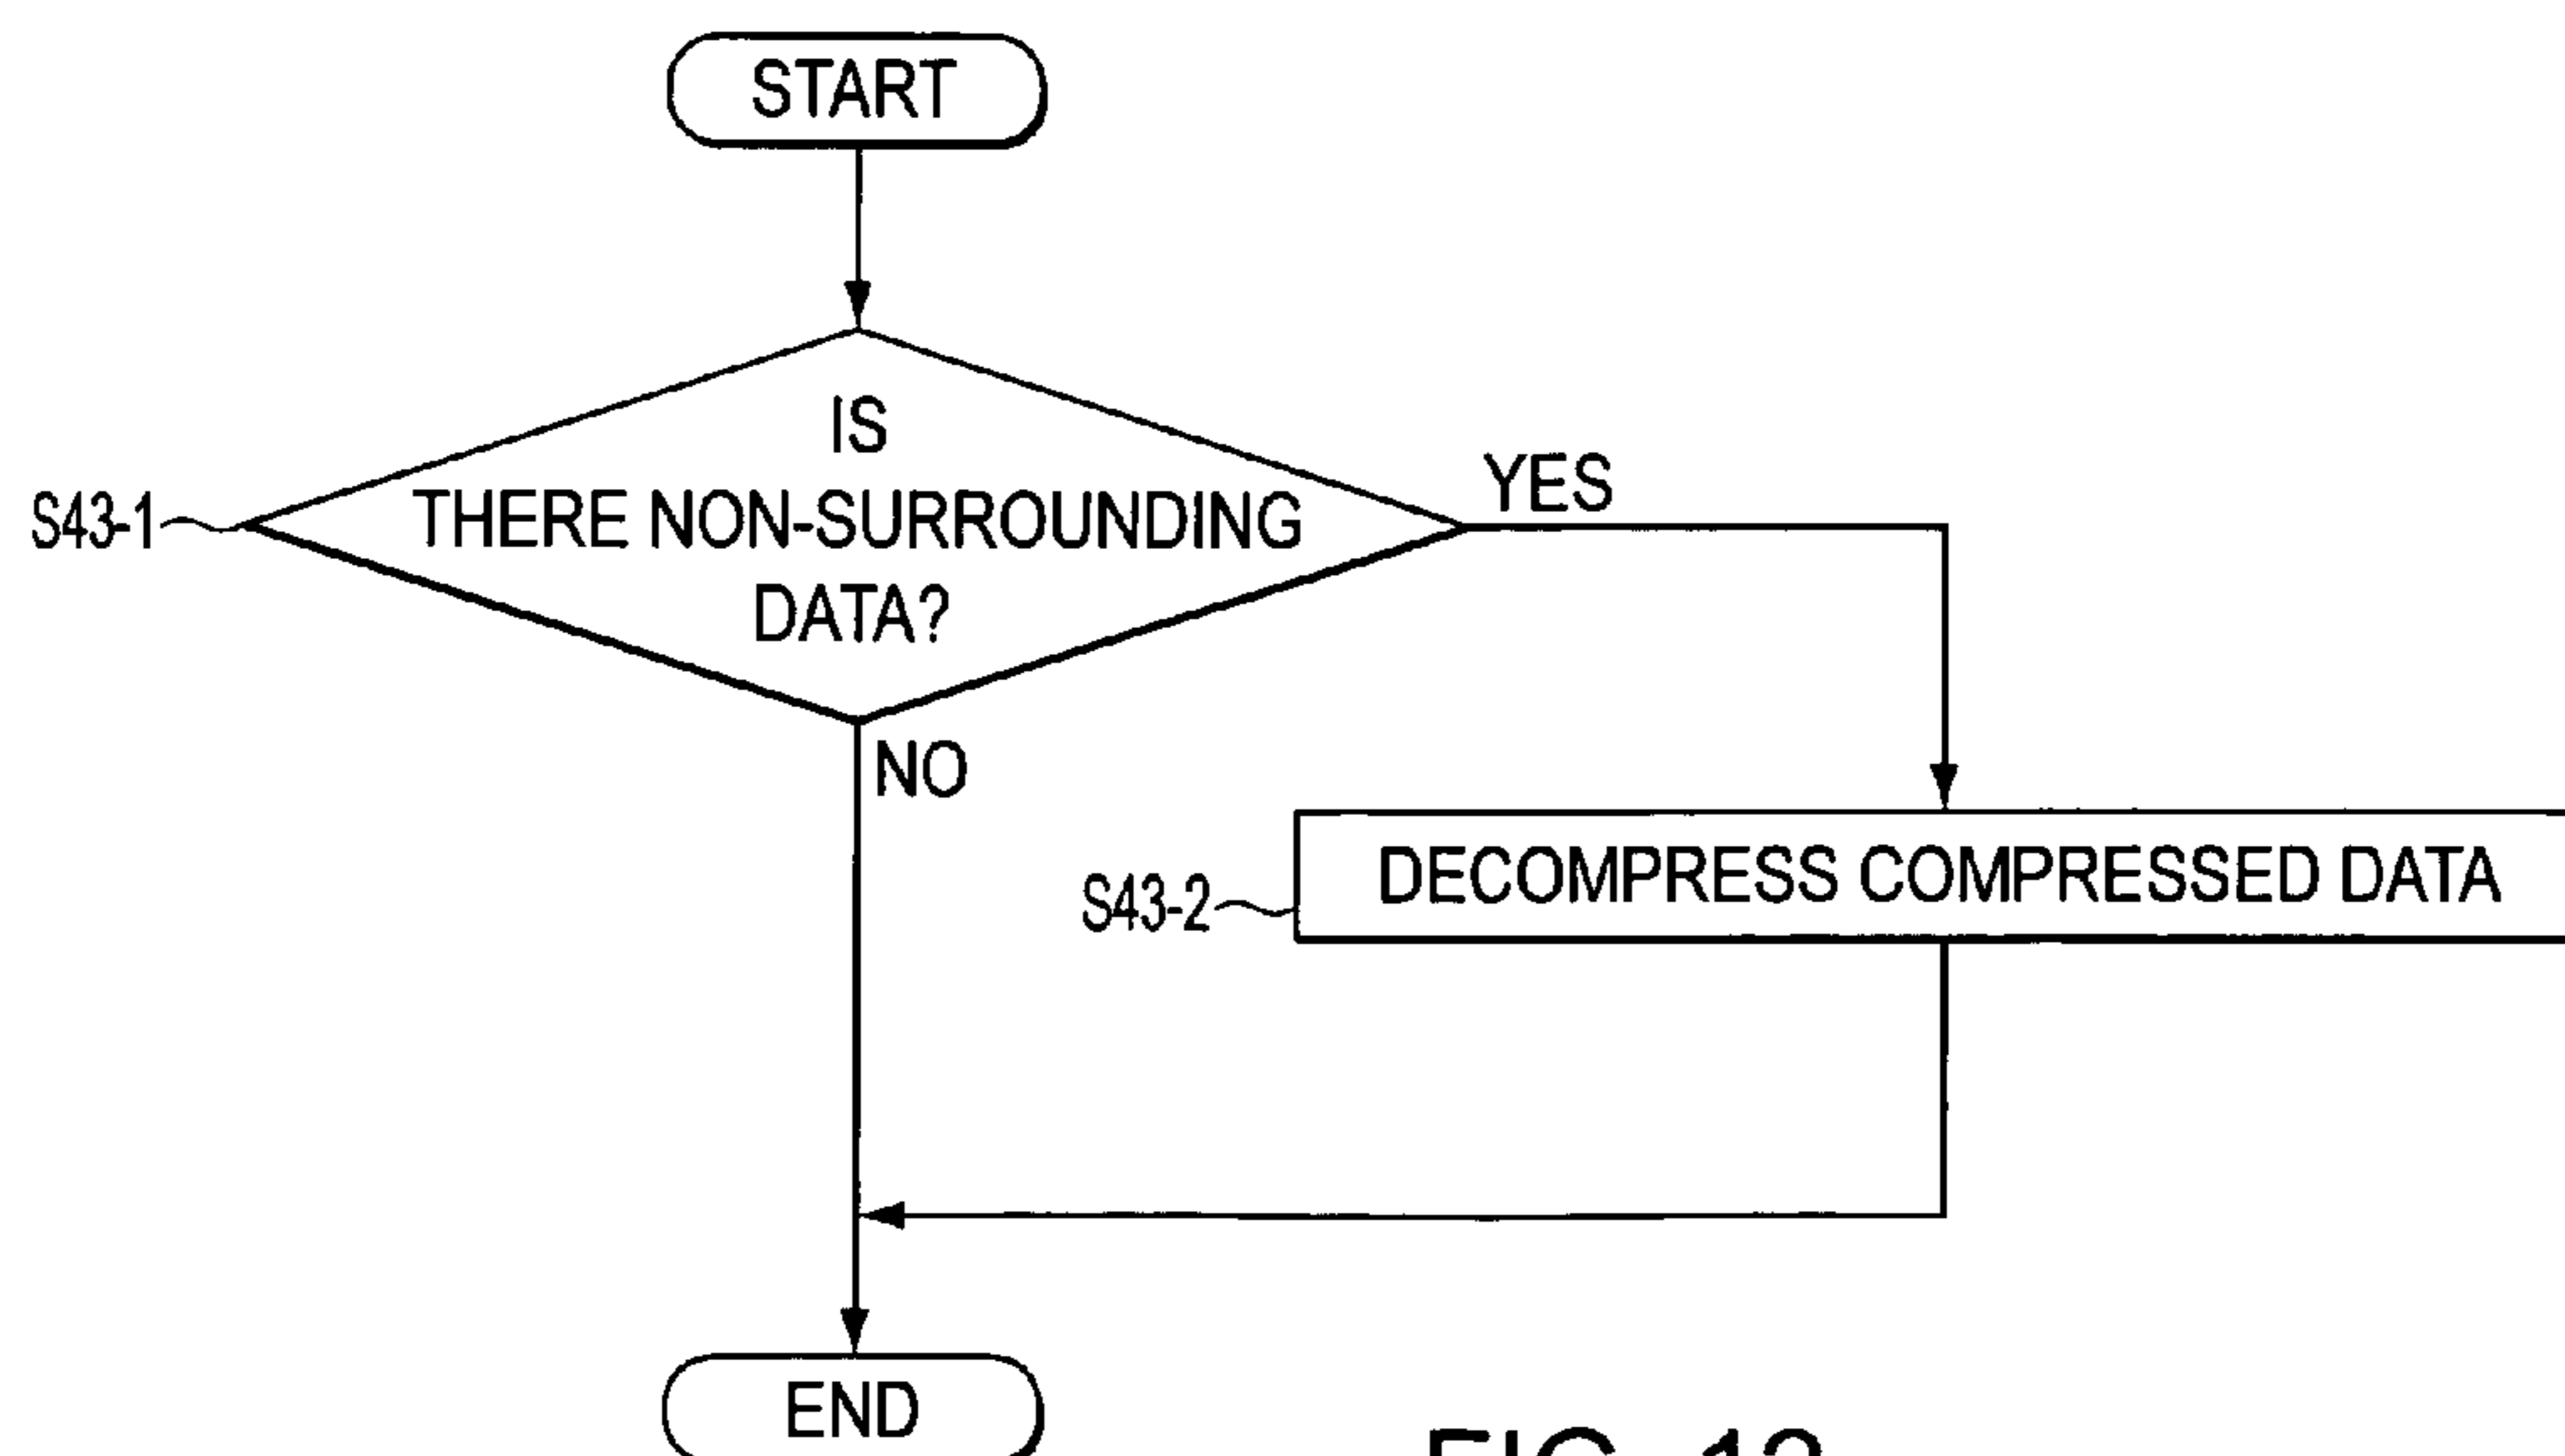 START
IS
THERE NON-SURROUNDING
DATA?
S43-1
YES
NO
DECOMPRESS COMPRESSED DATA
S43-2
END